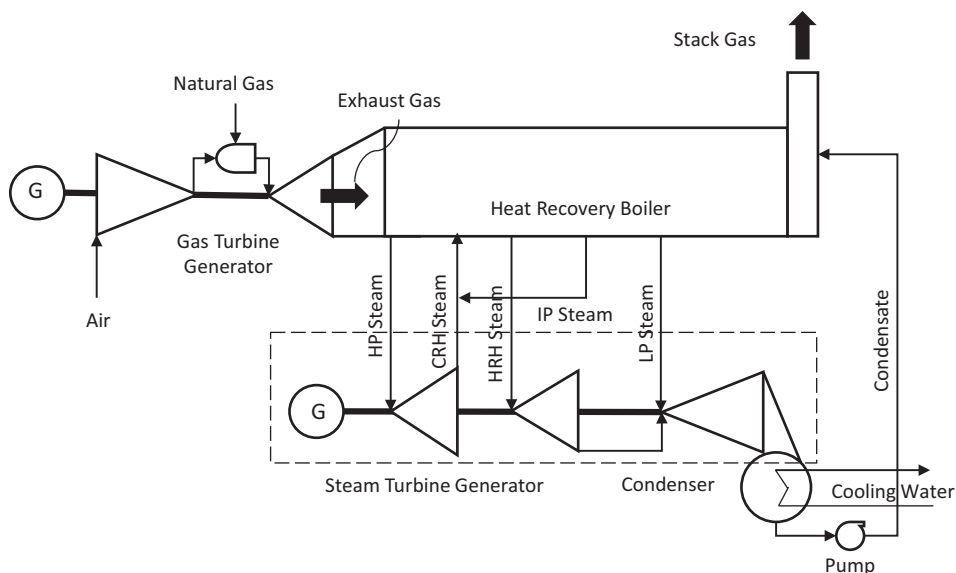 Stack Gas
Natural Gas
Exhaust Gas
G
Heat Recovery Boiler
Gas Turbine
Generator
Air
HP Steam
CRH Steam
HRH Steam
IP Steam
LP Steam
Condensate
G
Steam Turbine Generator
Condenser
Cooling Water
Pump